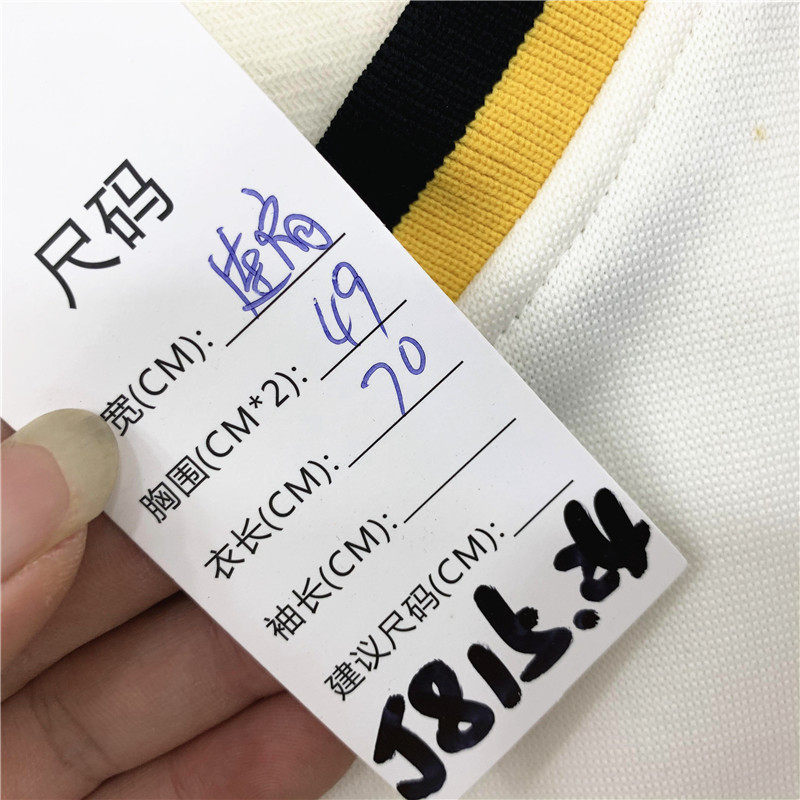 尺码
宽(CM): 连肩
胸围(CM*2): 49
衣长(CM): 70
袖长(CM):
建议尺码(CM):
J815.